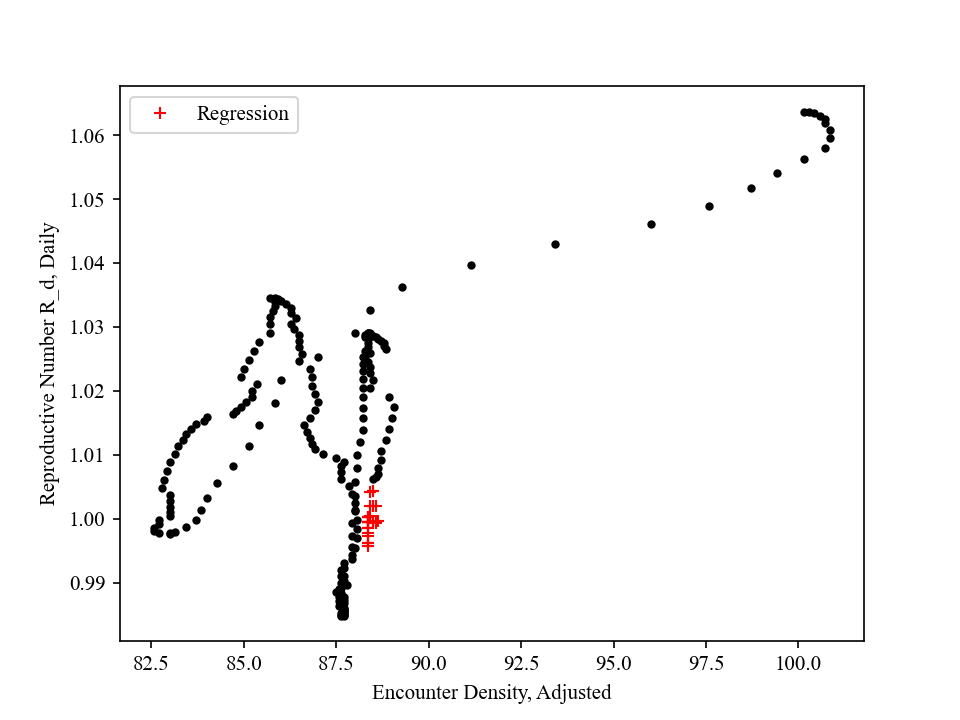 Regression
1.06
1.05
1.04
1.03
1.02
1.01
1.00
0.99
Reproductive Number R_d, Daily
82.5 85.0 87.5 90.0 92.5 95.0 97.5 100.0
Encounter Density, Adjusted